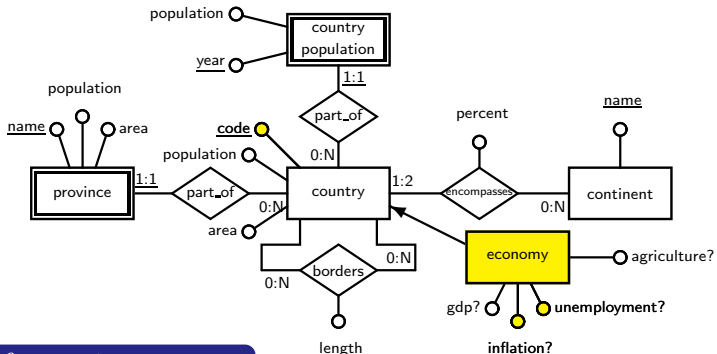 population
country
population
year
1:1
population
name
area
code
part_of
percent
name
population
0:N
province
1:1
part_of
0:N
country
1:2
encompasses
0:N
continent
area
economy
agriculture?
0:N
borders
0:N
gdp?
unemployment?
length
inflation?